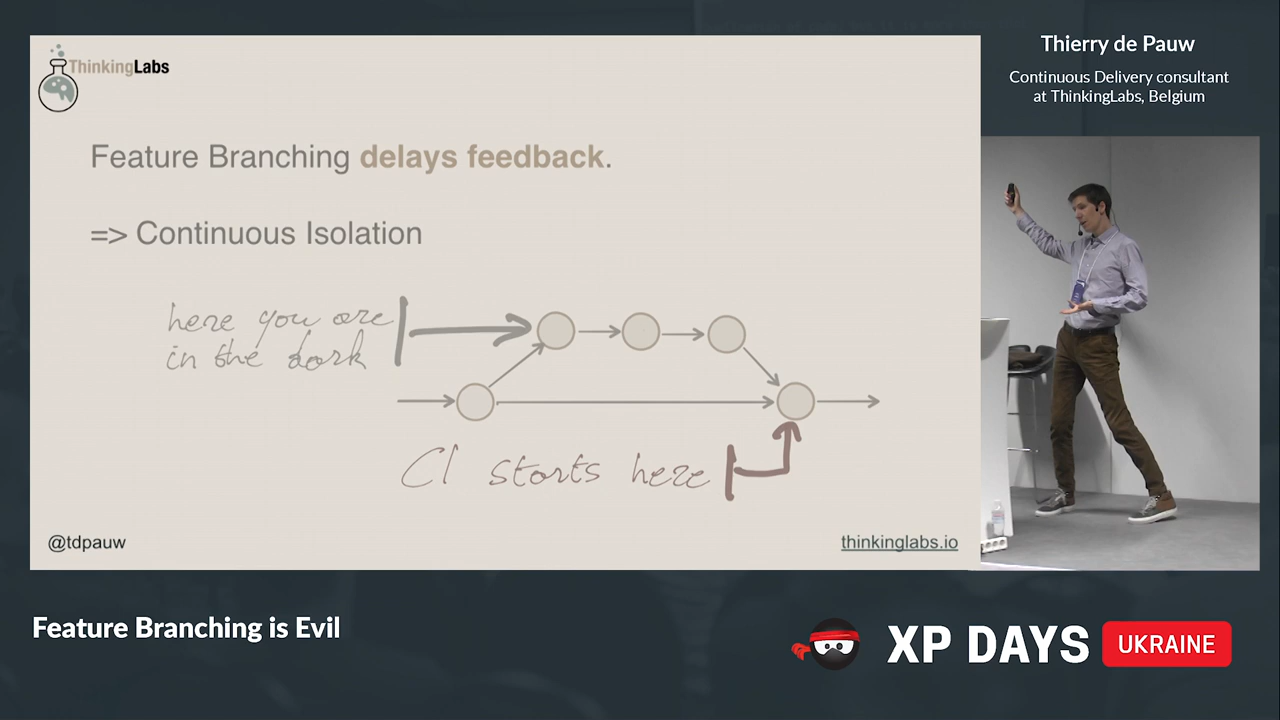 Thierry de Pauw
Continuous Delivery consultant
at ThinkingLabs, Belgium
ThinkingLabs
Feature Branching delays feedback.
=> Continuous Isolation
here you are
in the dark
CI starts here
@tdpauw
thinkinglabs.io
Feature Branching is Evil
XP DAYS UKRAINE